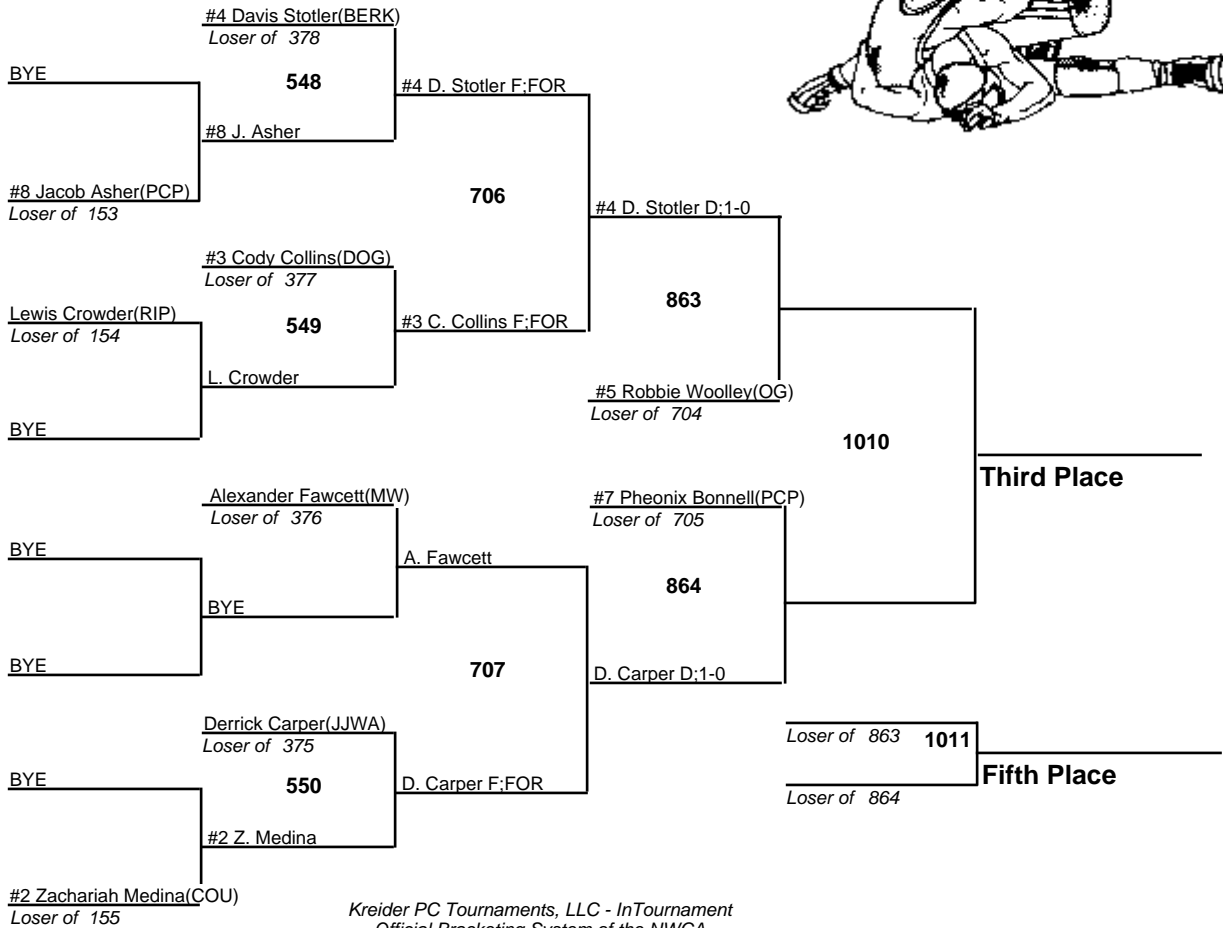 #4 Davis Stotler(BERK)
Loser of 378
BYE
548
#4 D. Stotler F;FOR
#8 J. Asher
#8 Jacob Asher(PCP)
Loser of 153
706
#4 D. Stotler D;1-0
#3 Cody Collins(DOG)
Loser of 377
Lewis Crowder(RIP)
Loser of 154
549
#3 C. Collins F;FOR
863
L. Crowder
BYE
#5 Robbie Woolley(OG)
Loser of 704
1010
Third Place
Alexander Fawcett(MW)
Loser of 376
#7 Pheonix Bonnell(PCP)
Loser of 705
BYE
A. Fawcett
864
BYE
BYE
707
D. Carper D;1-0
Derrick Carper(JJWA)
Loser of 375
Loser of 863
1011
BYE
550
D. Carper F;FOR
Fifth Place
Loser of 864
#2 Z. Medina
#2 Zachariah Medina(COU)
Loser of 155
Kreider PC Tournaments, LLC - InTournament
Official Bracketing System of the NWCA